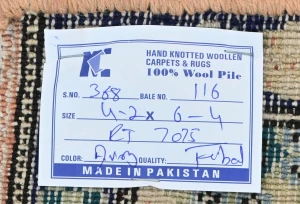 HAND KNOTTED WOOLLEN
CARPETS & RUGS
100% Wool Pile
S.NO. 368 BALE NO. 116
SIZE 4-2 x 6-4
RJ 7075
COLOR: QUALITY:
MADE IN PAKISTAN